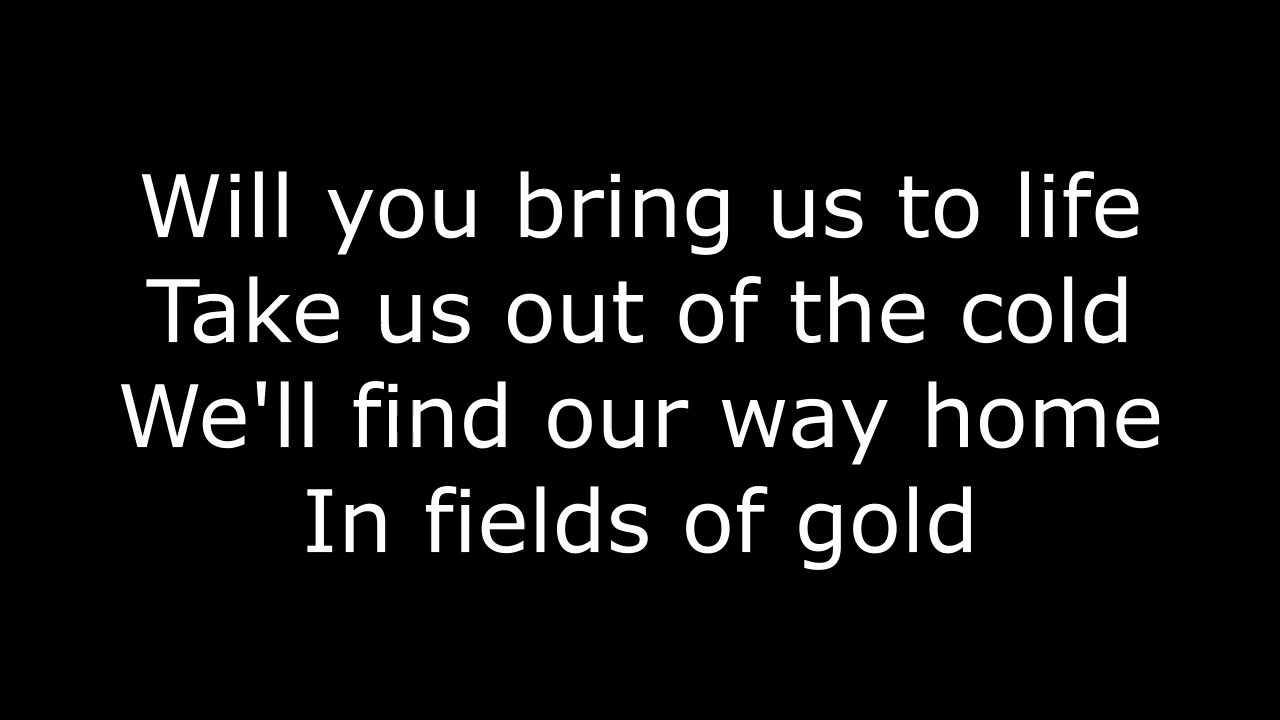 Will you bring us to life
Take us out of the cold
We'll find our way home
In fields of gold